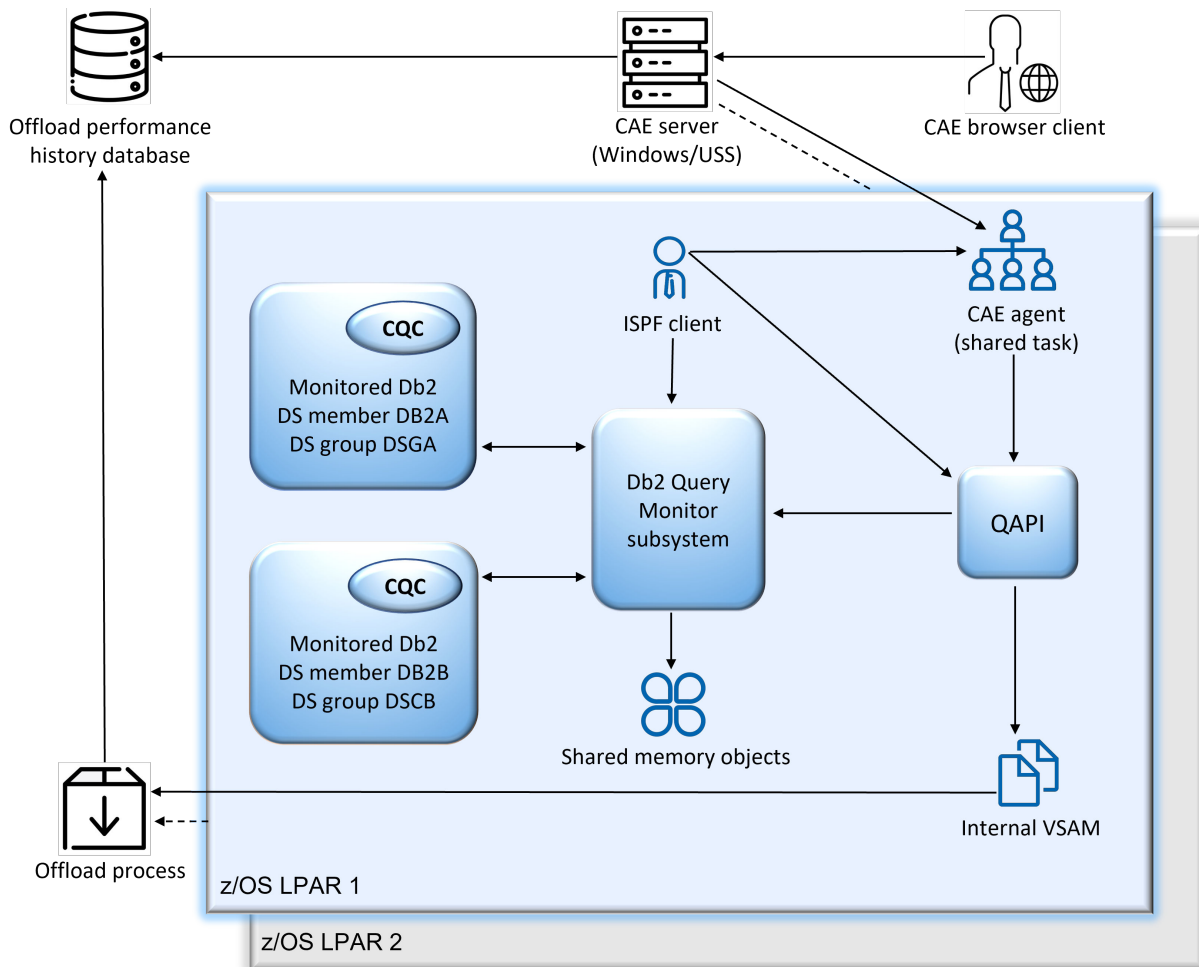 Offload performance
history database
CAE server
(Windows/USS)
CAE browser client
ISPF client
CAE agent
(shared task)
CQC
Monitored Db2
DS member DB2A
DS group DSGA
Db2 Query
Monitor
subsystem
QAPI
CQC
Monitored Db2
DS member DB2B
DS group DSCB
Shared memory objects
Internal VSAM
Offload process
z/OS LPAR 1
z/OS LPAR 2